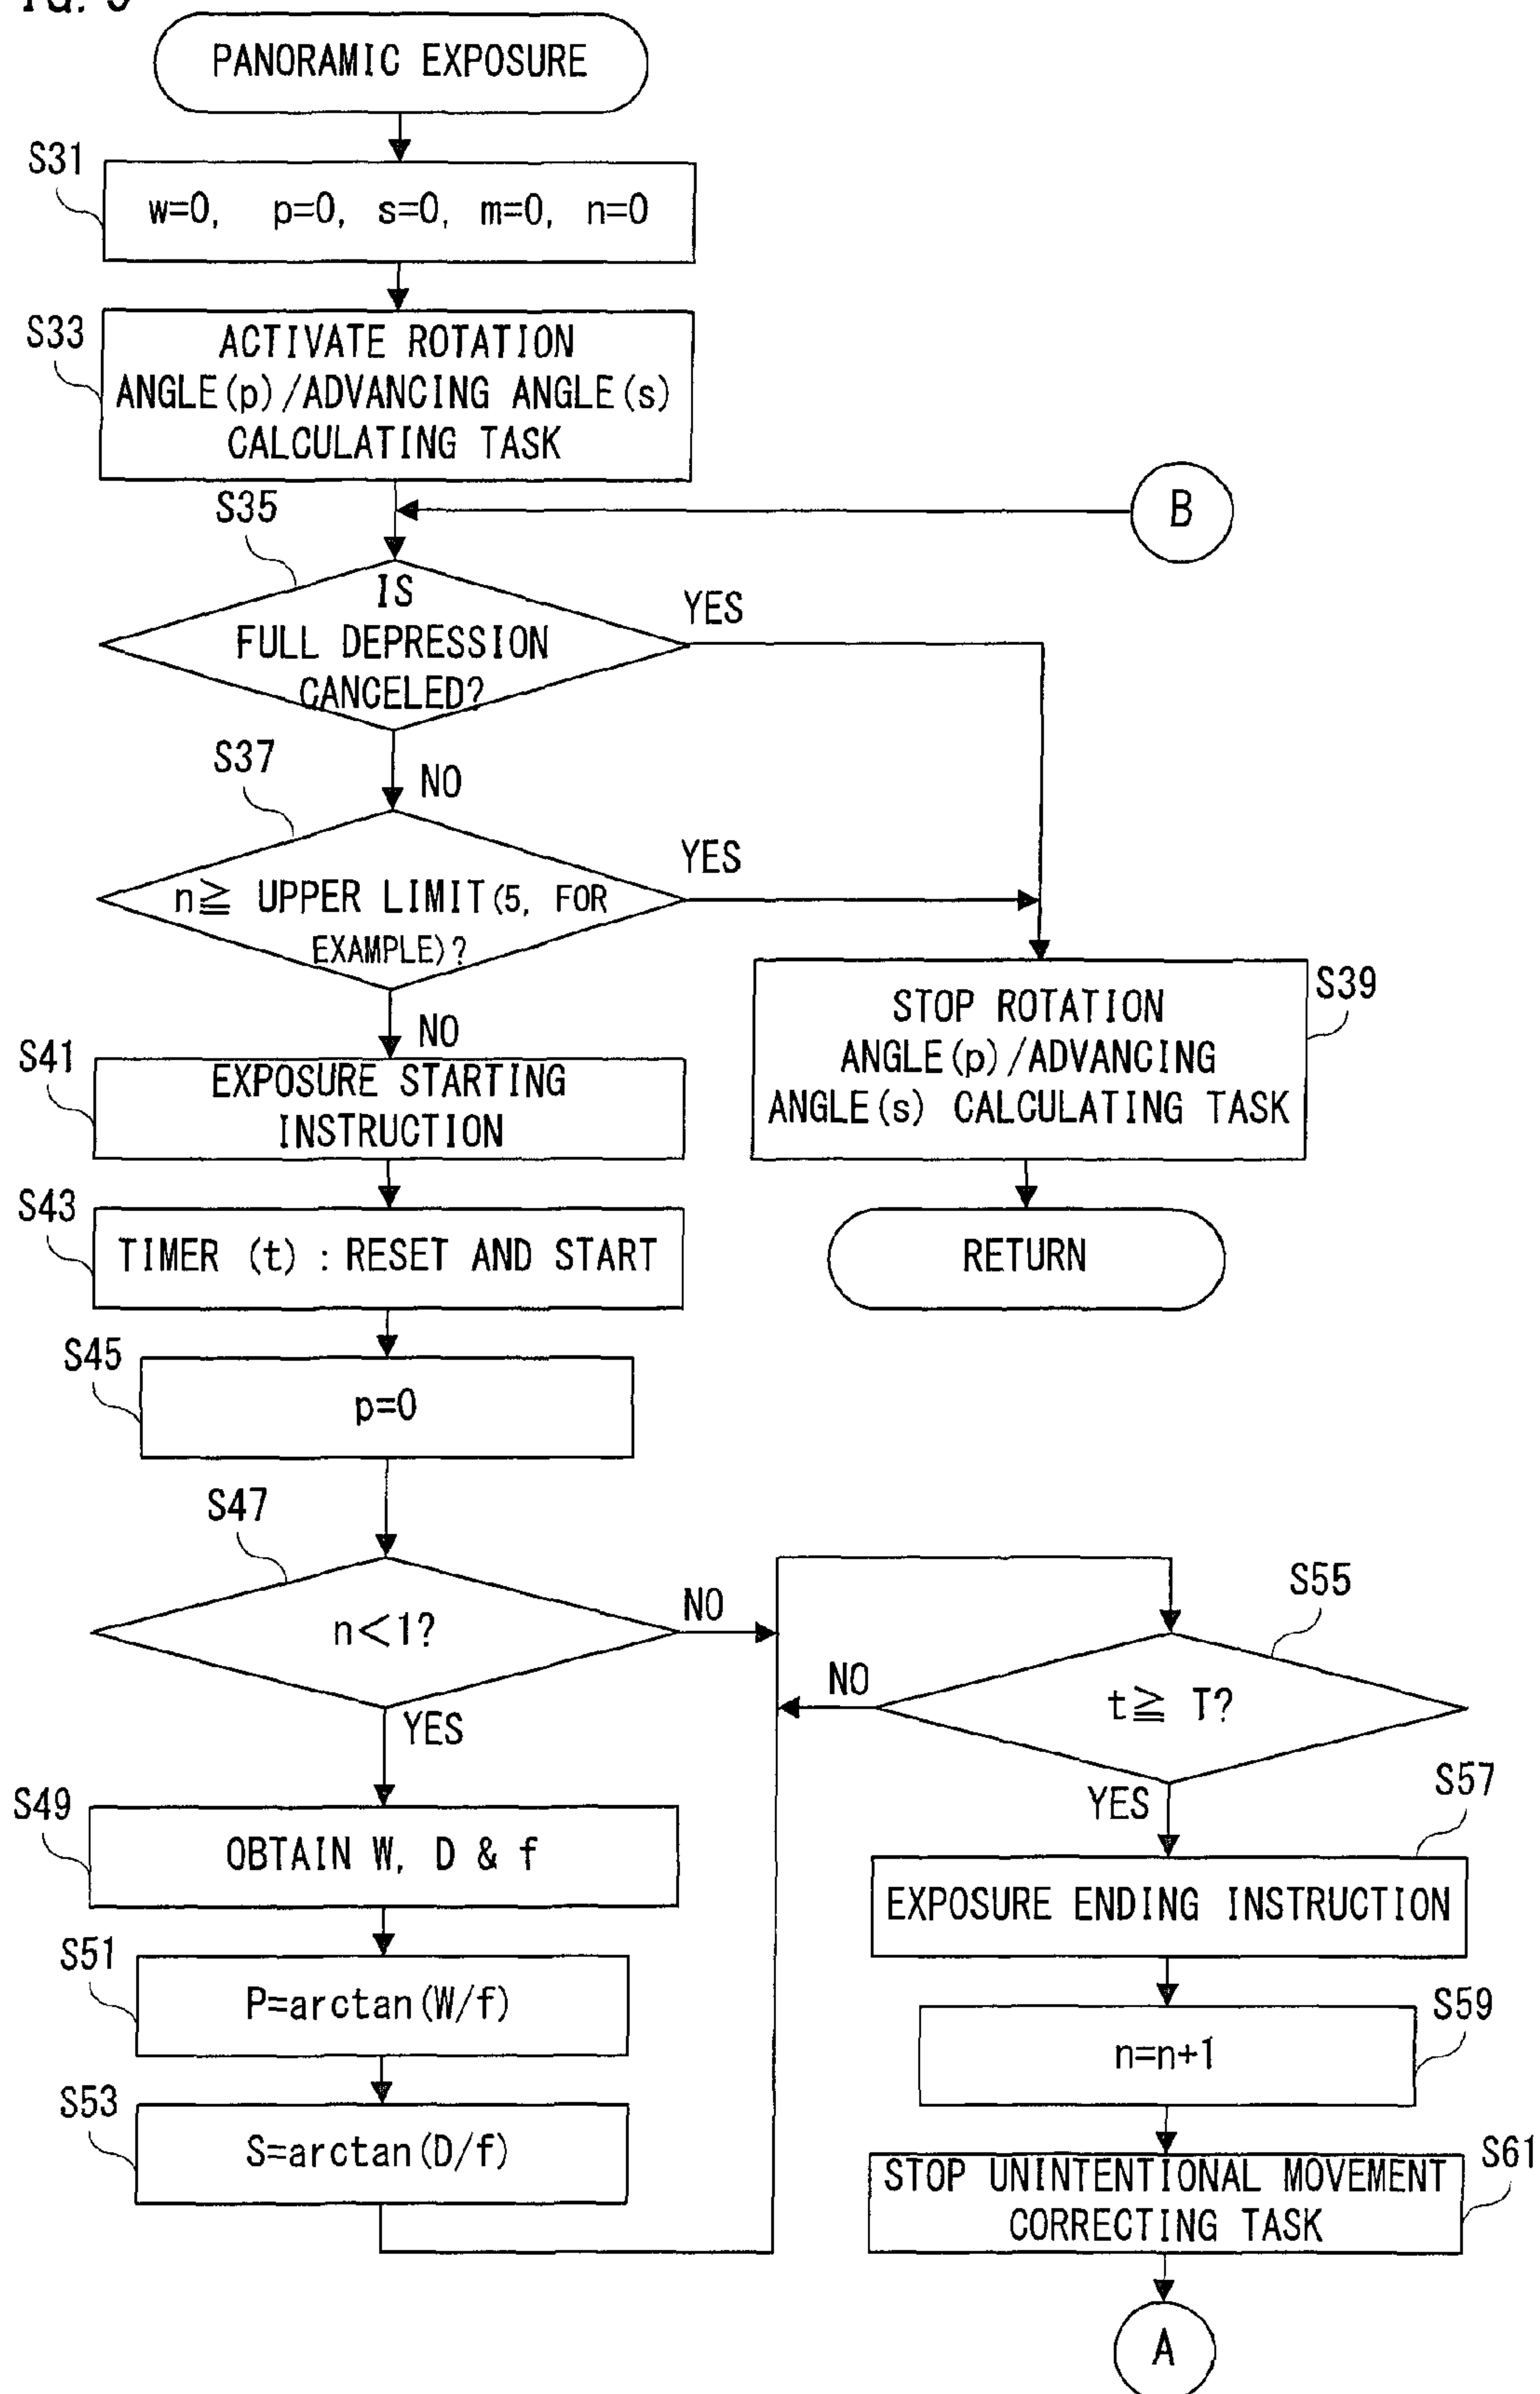 PANORAMIC EXPOSURE
S31
w=0, p=0, s=0, m=0, n=0
S33
ACTIVATE ROTATION
ANGLE(p)/ADVANCING ANGLE(s)
CALCULATING TASK
B
S35
IS
FULL DEPRESSION
CANCELED?
YES
NO
S37
n≧ UPPER LIMIT(5, FOR
EXAMPLE)?
YES
NO
S39
STOP ROTATION
ANGLE(p)/ADVANCING
ANGLE(s) CALCULATING TASK
RETURN
S41
EXPOSURE STARTING
INSTRUCTION
S43
TIMER (t) : RESET AND START
S45
p=0
S47
n<1?
NO
YES
S49
OBTAIN W, D & f
S51
P=arctan(W/f)
S53
S=arctan(D/f)
S55
t≧ T?
NO
YES
S57
EXPOSURE ENDING INSTRUCTION
S59
n=n+1
S61
STOP UNINTENTIONAL MOVEMENT
CORRECTING TASK
A